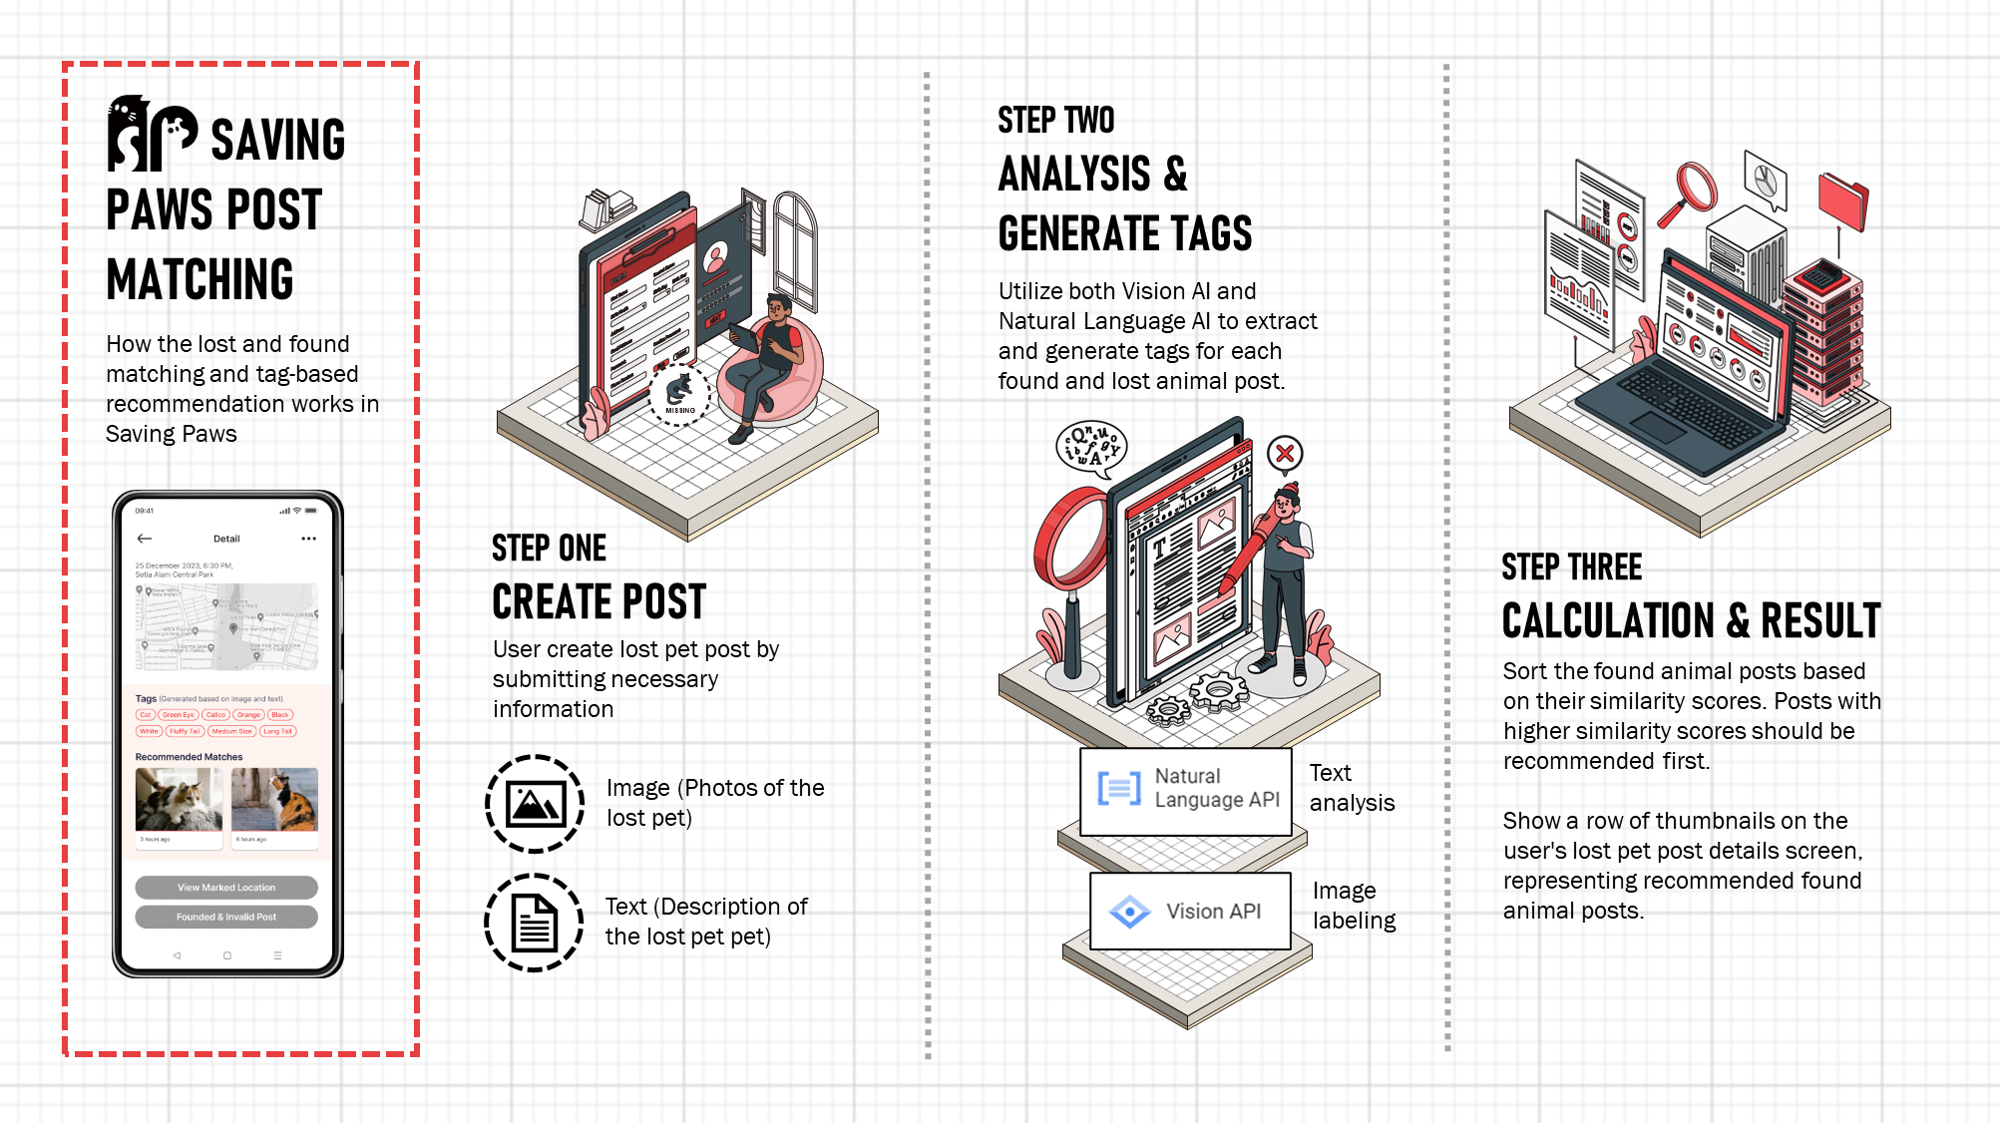 SAVING
PAWS POST
MATCHING
How the lost and found
matching and tag-based
recommendation works in
Saving Paws
09:41
Detail
25 December 2023, 6:30 PM,
Setia Alam Central Park
Tags (Generated based on image and text)
Cat Green Eye Calico Orange Black
White Fluffy Tail Medium Size Long Tail
Recommended Matches
3 hours ago
6 hours ago
View Marked Location
Founded & Invalid Post
MISSING
STEP ONE
CREATE POST
User create lost pet post by
submitting necessary
information
Image (Photos of the
lost pet)
Text (Description of
the lost pet pet)
STEP TWO
ANALYSIS &
GENERATE TAGS
Utilize both Vision AI and
Natural Language AI to extract
and generate tags for each
found and lost animal post.
T
Natural
Language API
Text
analysis
Vision API
Image
labeling
STEP THREE
CALCULATION & RESULT
Sort the found animal posts based
on their similarity scores. Posts with
higher similarity scores should be
recommended first.
Show a row of thumbnails on the
user's lost pet post details screen,
representing recommended found
animal posts.